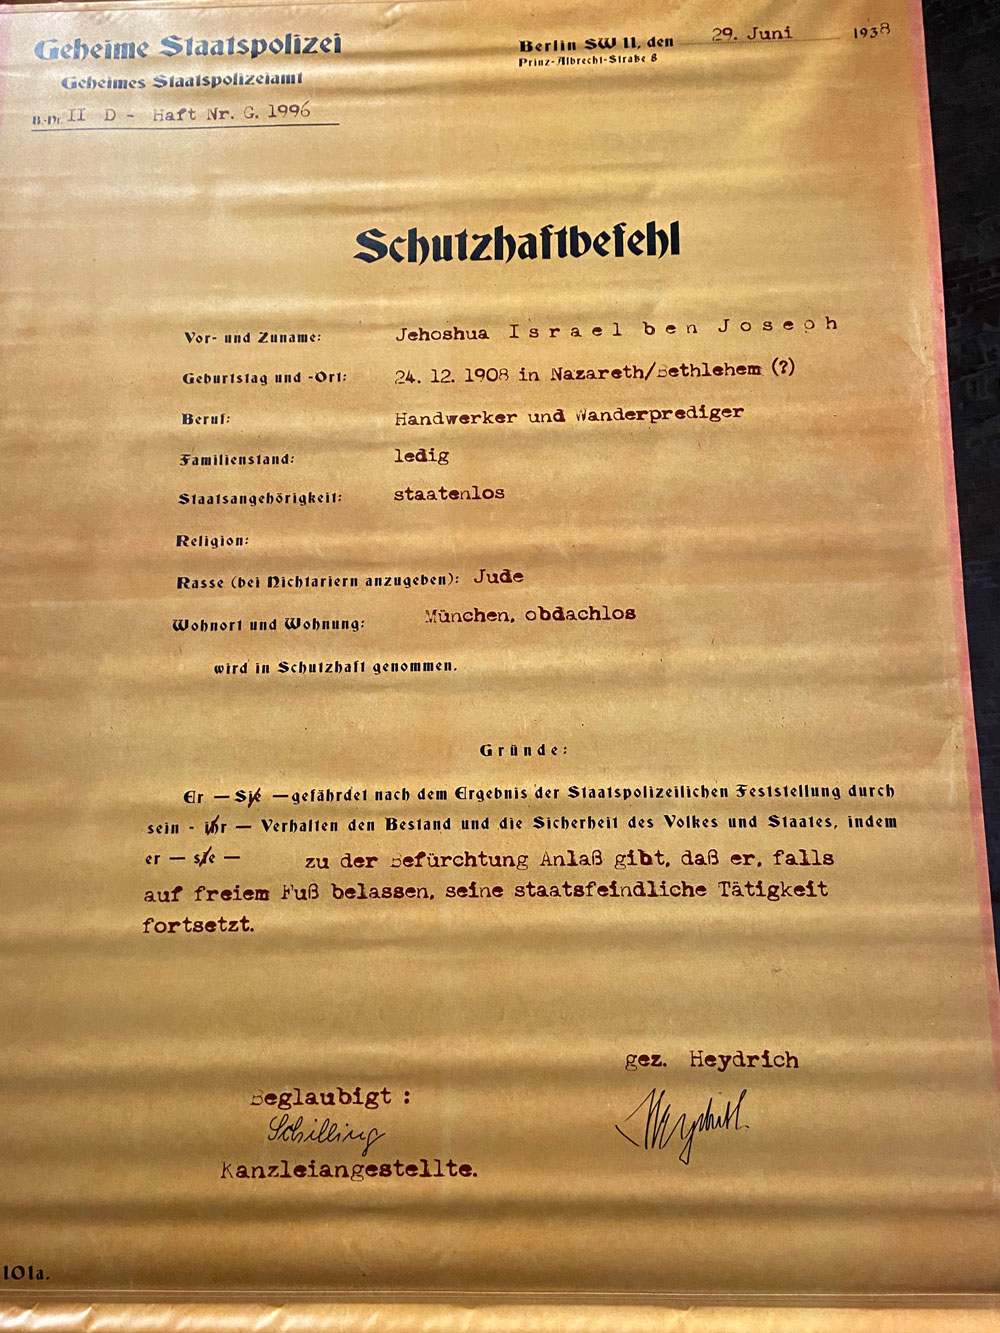 Geheime Staatspolizei
Geheimes Staatspolizeiamt
B.-Nr. II D - Haft Nr. G. 1996
Berlin SW 11, den 29. Juni 1938
Prinz-Albrecht-Straße 8
Schutzhaftbefehl
Vor- und Zuname: Jehoshua Israel ben Joseph
Geburtstag und -Ort: 24. 12. 1908 in Nazareth/Bethlehem (?)
Beruf: Handwerker und Wanderprediger
Familienstand: ledig
Staatsangehörigkeit: staatenlos
Religion:
Rasse (bei Nichtariern anzugeben): Jude
Wohnort und Wohnung: München, obdachlos
wird in Schutzhaft genommen.
Gründe:
Er — Sie — gefährdet nach dem Ergebnis der Staatspolizeilichen Feststellung durch
sein - ihr — Verhalten den Bestand und die Sicherheit des Volkes und Staates, indem
er — sie — zu der Befürchtung Anlaß gibt, daß er, falls
auf freiem Fuß belassen, seine staatsfeindliche Tätigkeit
fortsetzt.
gez. Heydrich
Beglaubigt :
Schilling
Heydrich
Kanzleiangestellte.
101a.